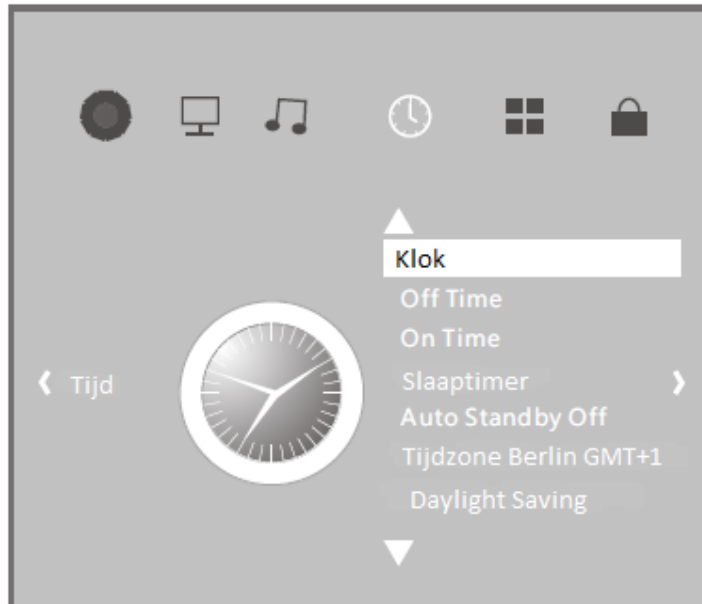 Klok
Off Time
On Time
Tijd
Slaaptimer
Auto Standby Off
Tijdzone Berlin GMT+1
Daylight Saving